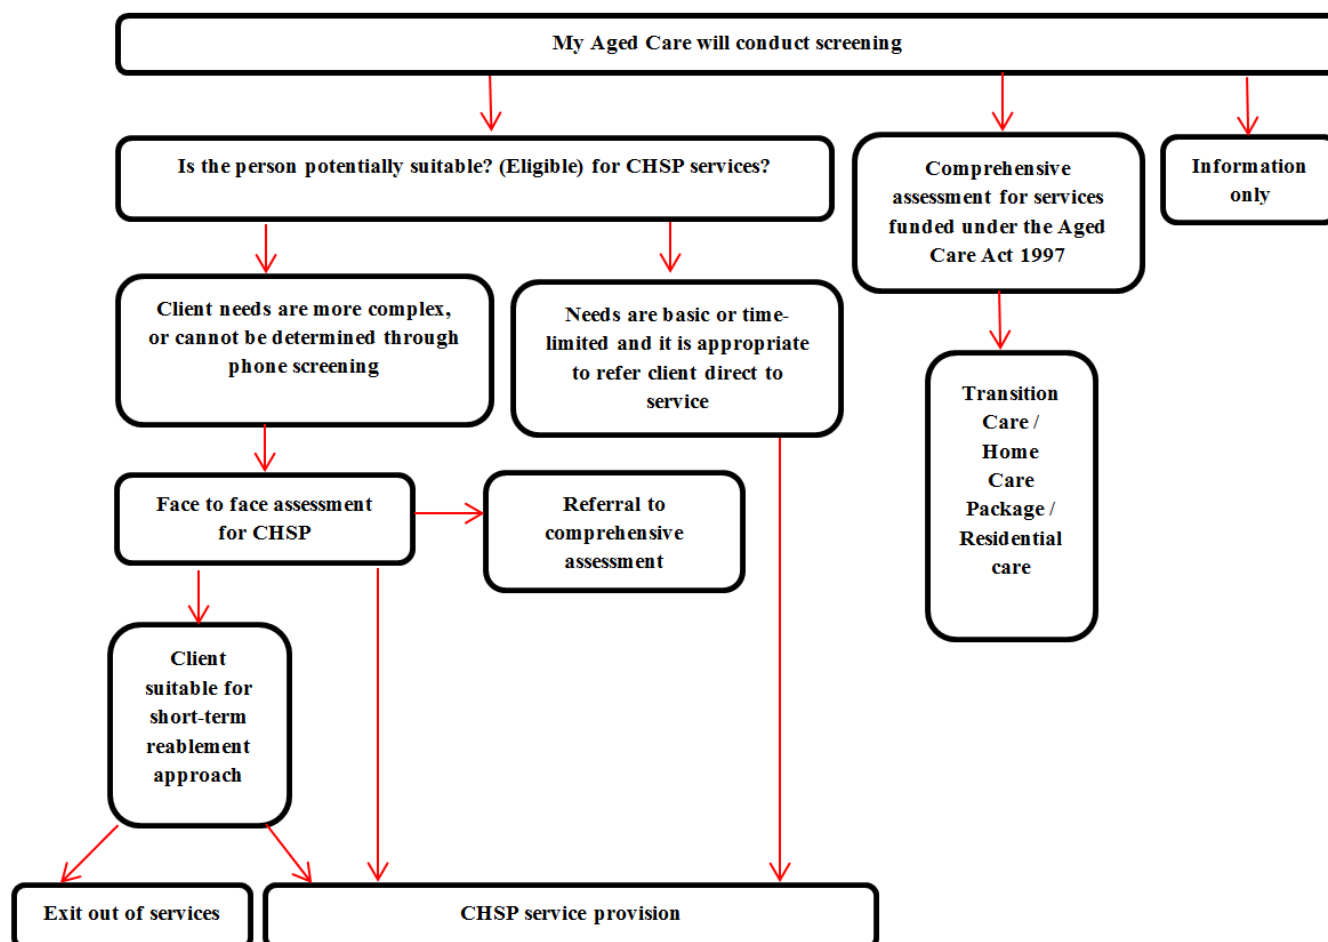 My Aged Care will conduct screening
Is the person potentially suitable? (Eligible) for CHSP services?
Comprehensive
assessment for services
funded under the Aged
Care Act 1997
Information
only
Client needs are more complex,
or cannot be determined through
phone screening
Needs are basic or time-
limited and it is appropriate
to refer client direct to
service
Transition
Care /
Home
Care
Package /
Residential
care
Face to face assessment
for CHSP
Referral to
comprehensive
assessment
Client
suitable for
short-term
reablement
approach
Exit out of services
CHSP service provision